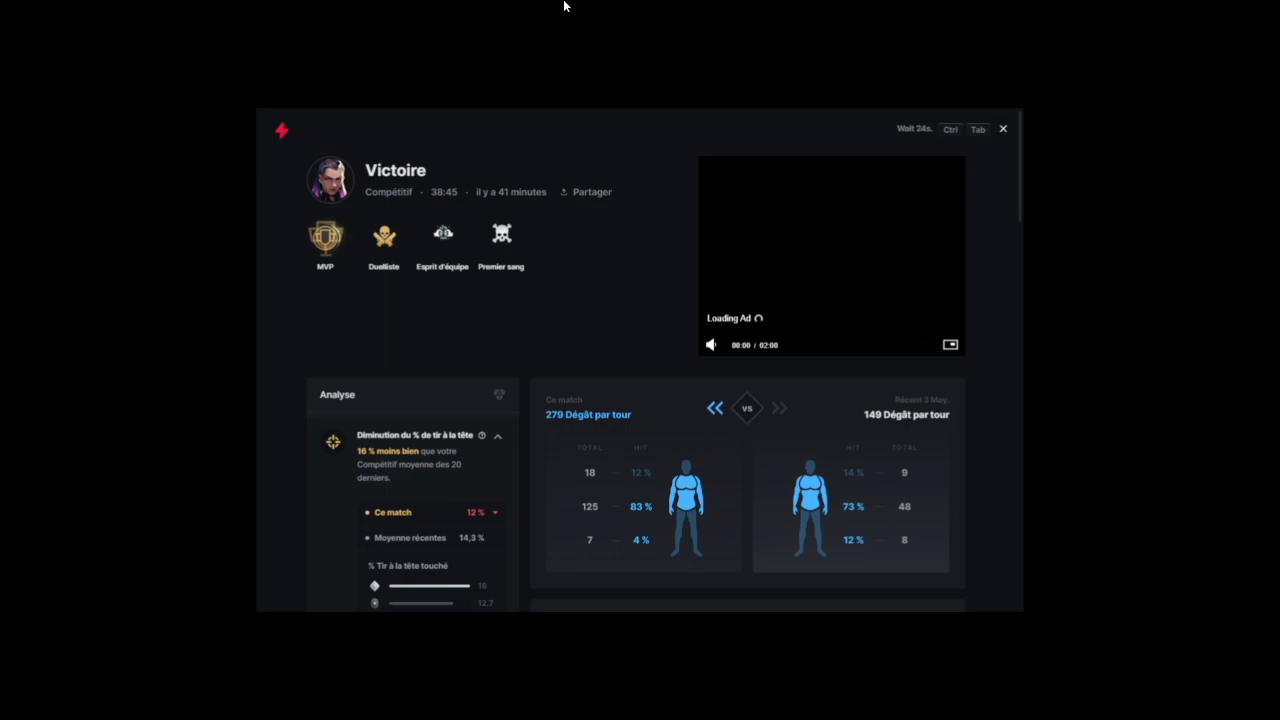 Wait 24s. Ctrl Tab
Victoire
Compétitif · 38:45 · il y a 41 minutes Partager
MVP Duelliste Esprit d'équipe Premier sang
Loading Ad
00:00 / 02:00
Analyse
Diminution du % de tir à la tête
16 % moins bien que votre
Compétitif moyenne des 20
derniers.
Ce match 12 %
Moyenne récentes 14,3 %
% Tir à la tête touché
16
12.7
Ce match
279 Dégât par tour
VS
Récent 3 Moy.
149 Dégât par tour
TOTAL HIT
18 12 %
125 83 %
7 4 %
HIT TOTAL
14 % 9
73 % 48
12 % 8